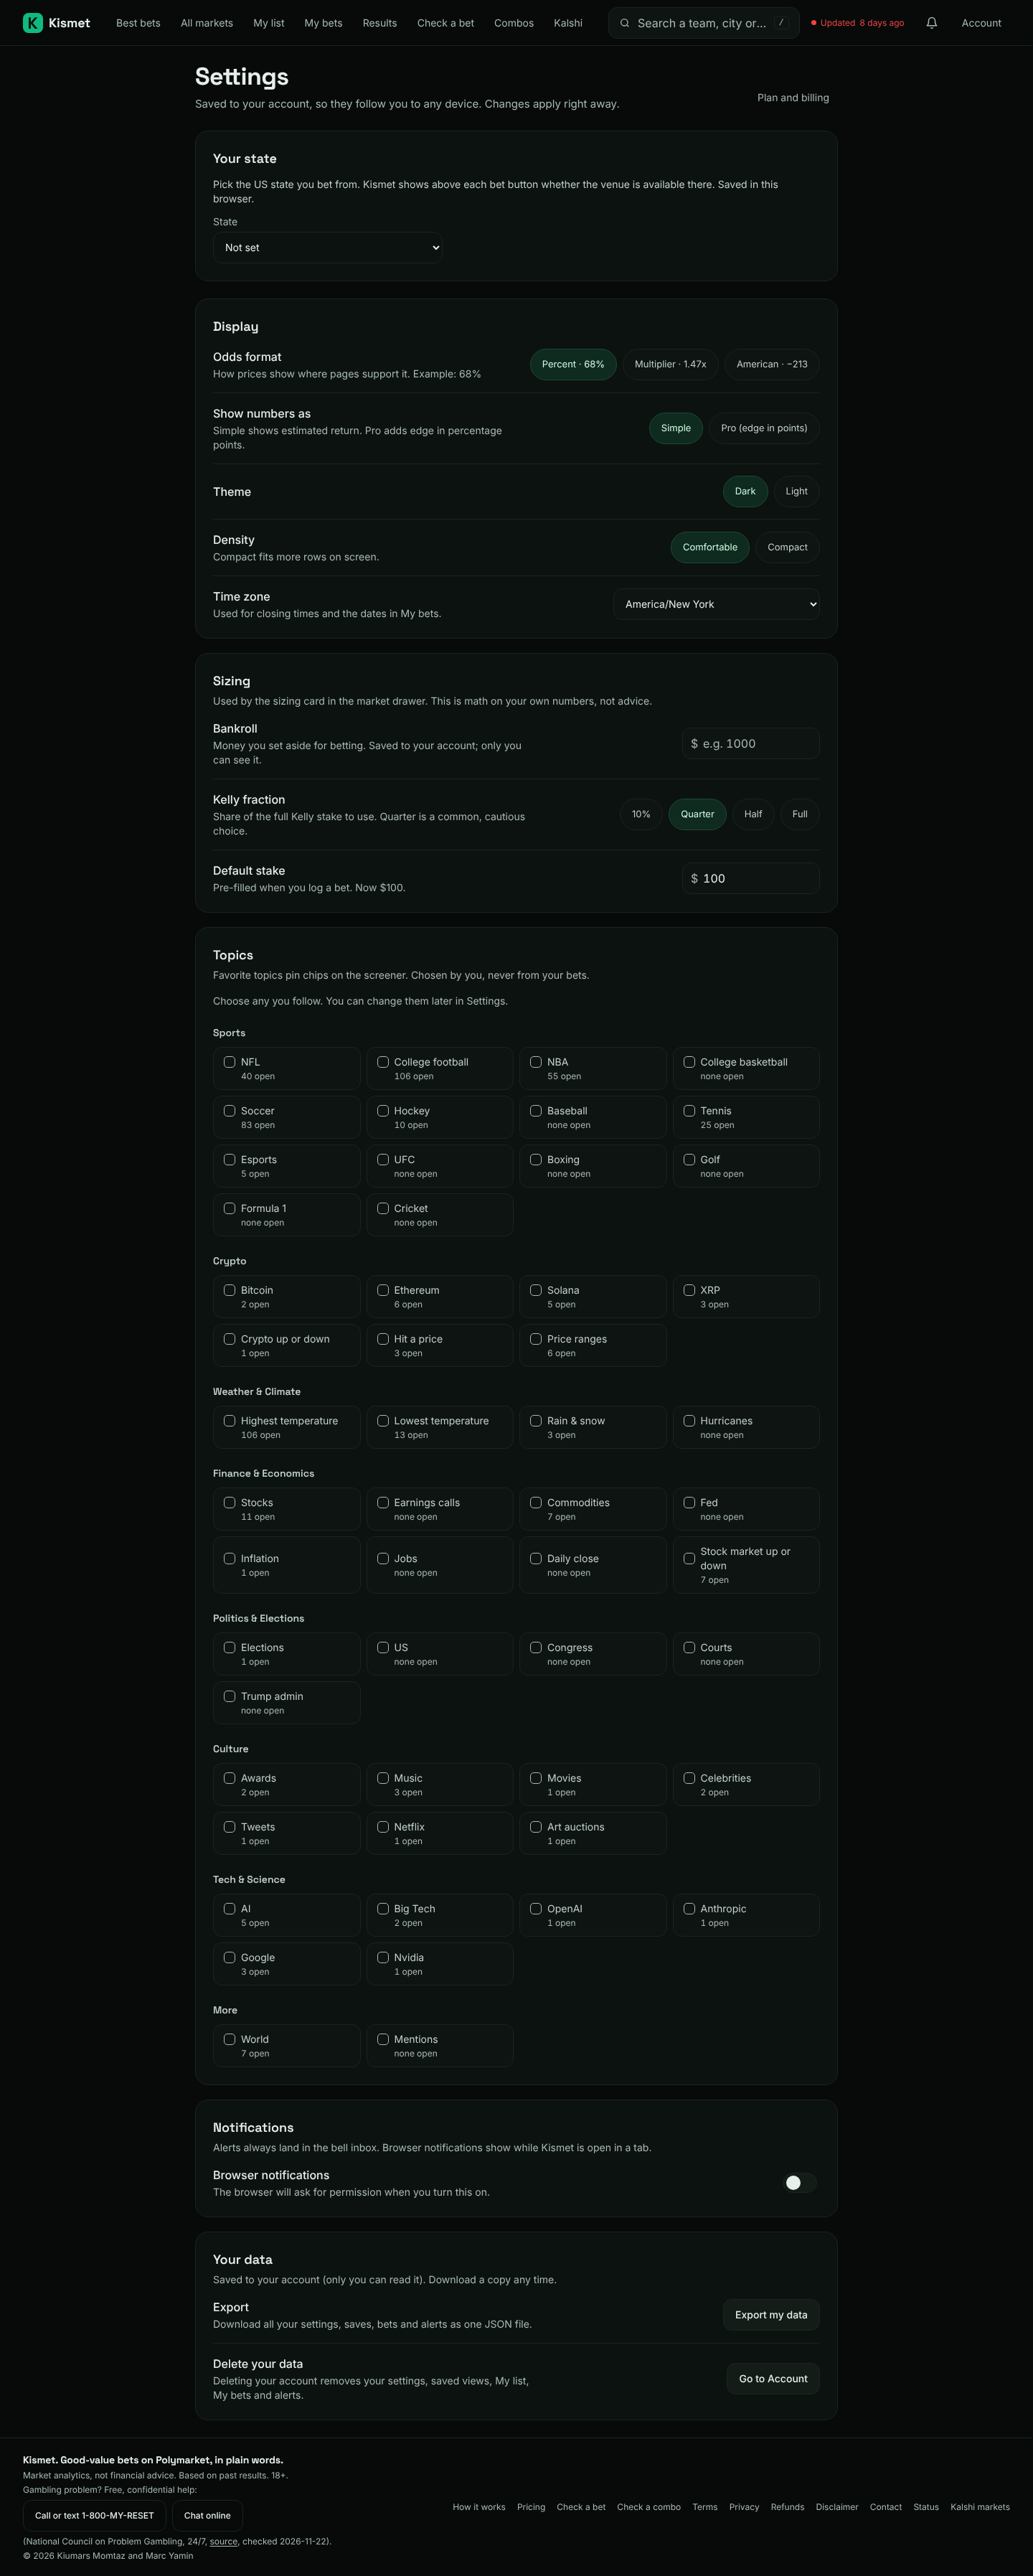 K Kismet
Best bets
All markets
My list
My bets
Results
Check a bet
Combos
Kalshi
Search a team, city or…
/
Updated 8 days ago
Account
Settings
Saved to your account, so they follow you to any device. Changes apply right away.
Plan and billing
Your state
Pick the US state you bet from. Kismet shows above each bet button whether the venue is available there. Saved in this
browser.
State
Not set
Display
Odds format
How prices show where pages support it. Example: 68%
Percent · 68%
Multiplier · 1.47x
American · −213
Show numbers as
Simple shows estimated return. Pro adds edge in percentage
points.
Simple
Pro (edge in points)
Theme
Dark
Light
Density
Compact fits more rows on screen.
Comfortable
Compact
Time zone
Used for closing times and the dates in My bets.
America/New York
Sizing
Used by the sizing card in the market drawer. This is math on your own numbers, not advice.
Bankroll
Money you set aside for betting. Saved to your account; only you
can see it.
$ e.g. 1000
Kelly fraction
Share of the full Kelly stake to use. Quarter is a common, cautious
choice.
10%
Quarter
Half
Full
Default stake
Pre-filled when you log a bet. Now $100.
$ 100
Topics
Favorite topics pin chips on the screener. Chosen by you, never from your bets.
Choose any you follow. You can change them later in Settings.
Sports
NFL
40 open
College football
106 open
NBA
55 open
College basketball
none open
Soccer
83 open
Hockey
10 open
Baseball
none open
Tennis
25 open
Esports
5 open
UFC
none open
Boxing
none open
Golf
none open
Formula 1
none open
Cricket
none open
Crypto
Bitcoin
2 open
Ethereum
6 open
Solana
5 open
XRP
3 open
Crypto up or down
1 open
Hit a price
3 open
Price ranges
6 open
Weather & Climate
Highest temperature
106 open
Lowest temperature
13 open
Rain & snow
3 open
Hurricanes
none open
Finance & Economics
Stocks
11 open
Earnings calls
none open
Commodities
7 open
Fed
none open
Inflation
1 open
Jobs
none open
Daily close
none open
Stock market up or
down
7 open
Politics & Elections
Elections
1 open
US
none open
Congress
none open
Courts
none open
Trump admin
none open
Culture
Awards
2 open
Music
3 open
Movies
1 open
Celebrities
2 open
Tweets
1 open
Netflix
1 open
Art auctions
1 open
Tech & Science
AI
5 open
Big Tech
2 open
OpenAI
1 open
Anthropic
1 open
Google
3 open
Nvidia
1 open
More
World
7 open
Mentions
none open
Notifications
Alerts always land in the bell inbox. Browser notifications show while Kismet is open in a tab.
Browser notifications
The browser will ask for permission when you turn this on.
Your data
Saved to your account (only you can read it). Download a copy any time.
Export
Download all your settings, saves, bets and alerts as one JSON file.
Export my data
Delete your data
Deleting your account removes your settings, saved views, My list,
My bets and alerts.
Go to Account
Kismet. Good-value bets on Polymarket, in plain words.
Market analytics, not financial advice. Based on past results. 18+.
Gambling problem? Free, confidential help:
Call or text 1-800-MY-RESET
Chat online
(National Council on Problem Gambling, 24/7, source, checked 2026-11-22).
© 2026 Kiumars Momtaz and Marc Yamin
How it works
Pricing
Check a bet
Check a combo
Terms
Privacy
Refunds
Disclaimer
Contact
Status
Kalshi markets